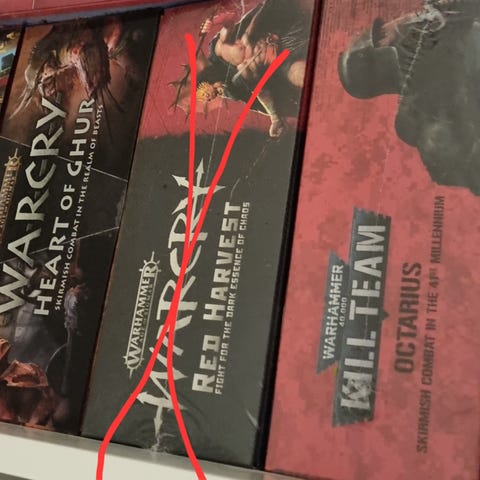 WARCRY
HEART OF GHUR
SKIRMISH COMBAT IN THE REALM OF BEASTS
WARHAMMER
WARCRY
RED HARVEST
FIGHT FOR THE DARK ESSENCE OF CHAOS
WARHAMMER
40,000
KILL TEAM
OCTARIUS
SKIRMISH COMBAT IN THE 41ST MILLENNIUM